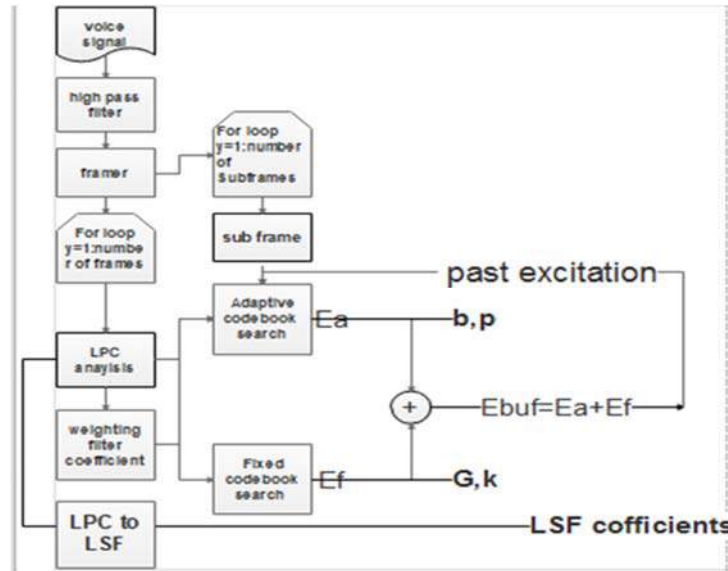 voice
signal
high pass
filter
framer
For loop
y=1:numbe
r of frames
LPC
anaylsis
weighting
filter
coefficient
LPC to
LSF
For loop
y=1:number
of
Subframes
sub frame
past excitation
Adaptive
codebook
search
Ea
b,p
+
Ebuf=Ea+Ef
Fixed
codebook
search
Ef
G,k
LSF cofficients